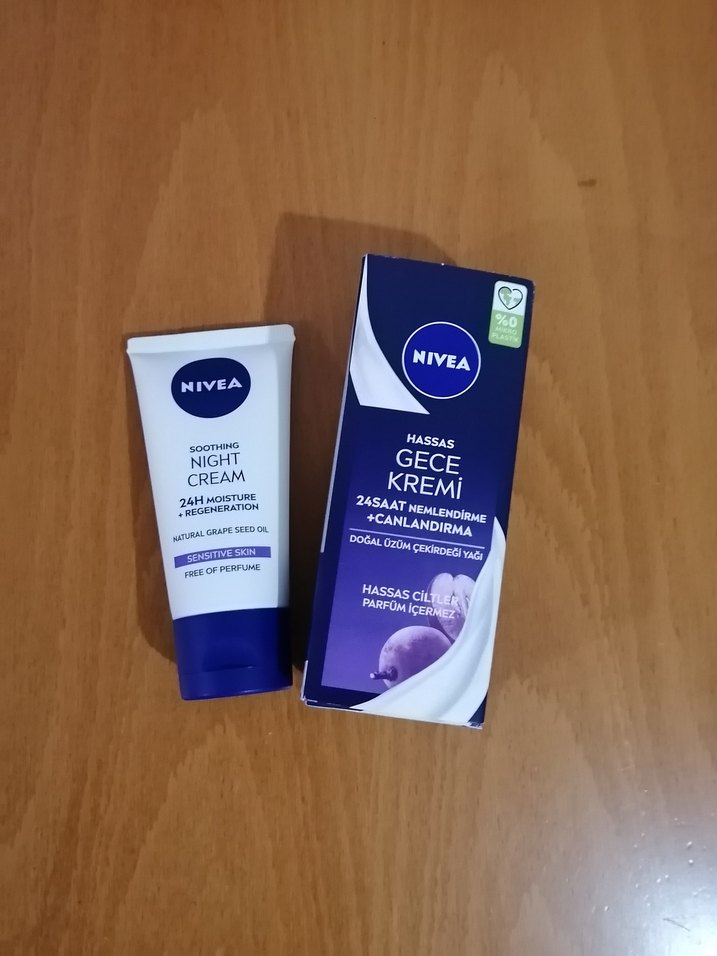 NIVEA
SOOTHING
NIGHT
CREAM
24H MOISTURE
+ REGENERATION
NATURAL GRAPE SEED OIL
SENSITIVE SKIN
FREE OF PERFUME
%0
MİKRO
PLASTİK
NIVEA
HASSAS
GECE
KREMİ
24SAAT NEMLENDİRME
+CANLANDIRMA
DOĞAL ÜZÜM ÇEKİRDEĞİ YAĞI
HASSAS CİLTLER
PARFÜM İÇERMEZ